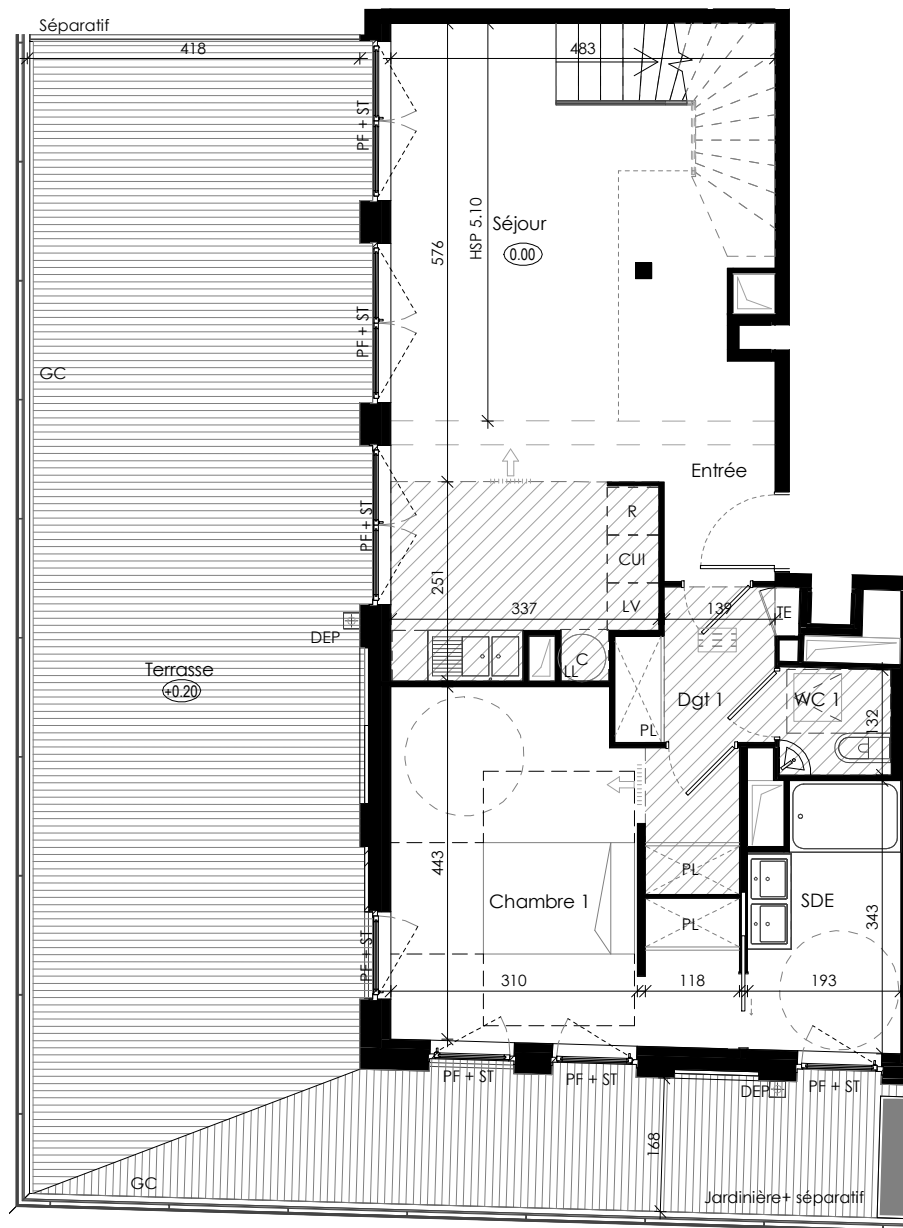 Séparatif
418
483
PF + ST
HSP 5.10
Séjour
0.00
576
PF + ST
GC
Entrée
PF + ST
R
CUI
LV
251
337
139
TE
DEP
C
LL
Terrasse
+0.20
Dgt 1
WC 1
132
PL
443
Chambre 1
PL
PL
SDE
343
PF + ST
310
118
193
PF + ST
PF + ST
DEP
PF + ST
168
GC
Jardinière+ séparatif